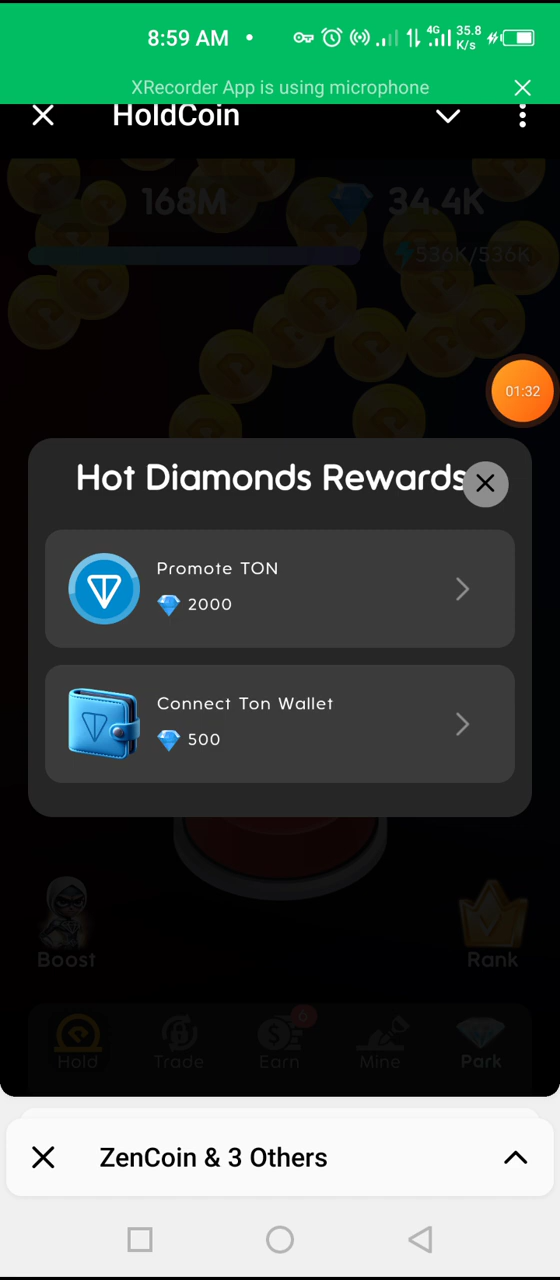 8:59 AM • 4G 35.8 K/s
XRecorder App is using microphone
HoldCoin
168M 34.4K
536K/536K
01:32
Hot Diamonds Rewards
Promote TON
2000
Connect Ton Wallet
500
Boost Rank
6
Hold Trade Earn Mine Park
ZenCoin & 3 Others